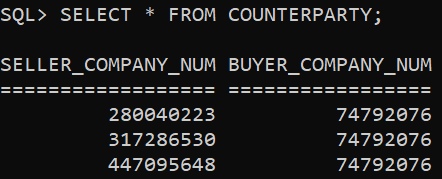 SQL> SELECT * FROM COUNTERPARTY;
SELLER_COMPANY_NUM BUYER_COMPANY_NUM
================== =================
280040223 74792076
317286530 74792076
447095648 74792076